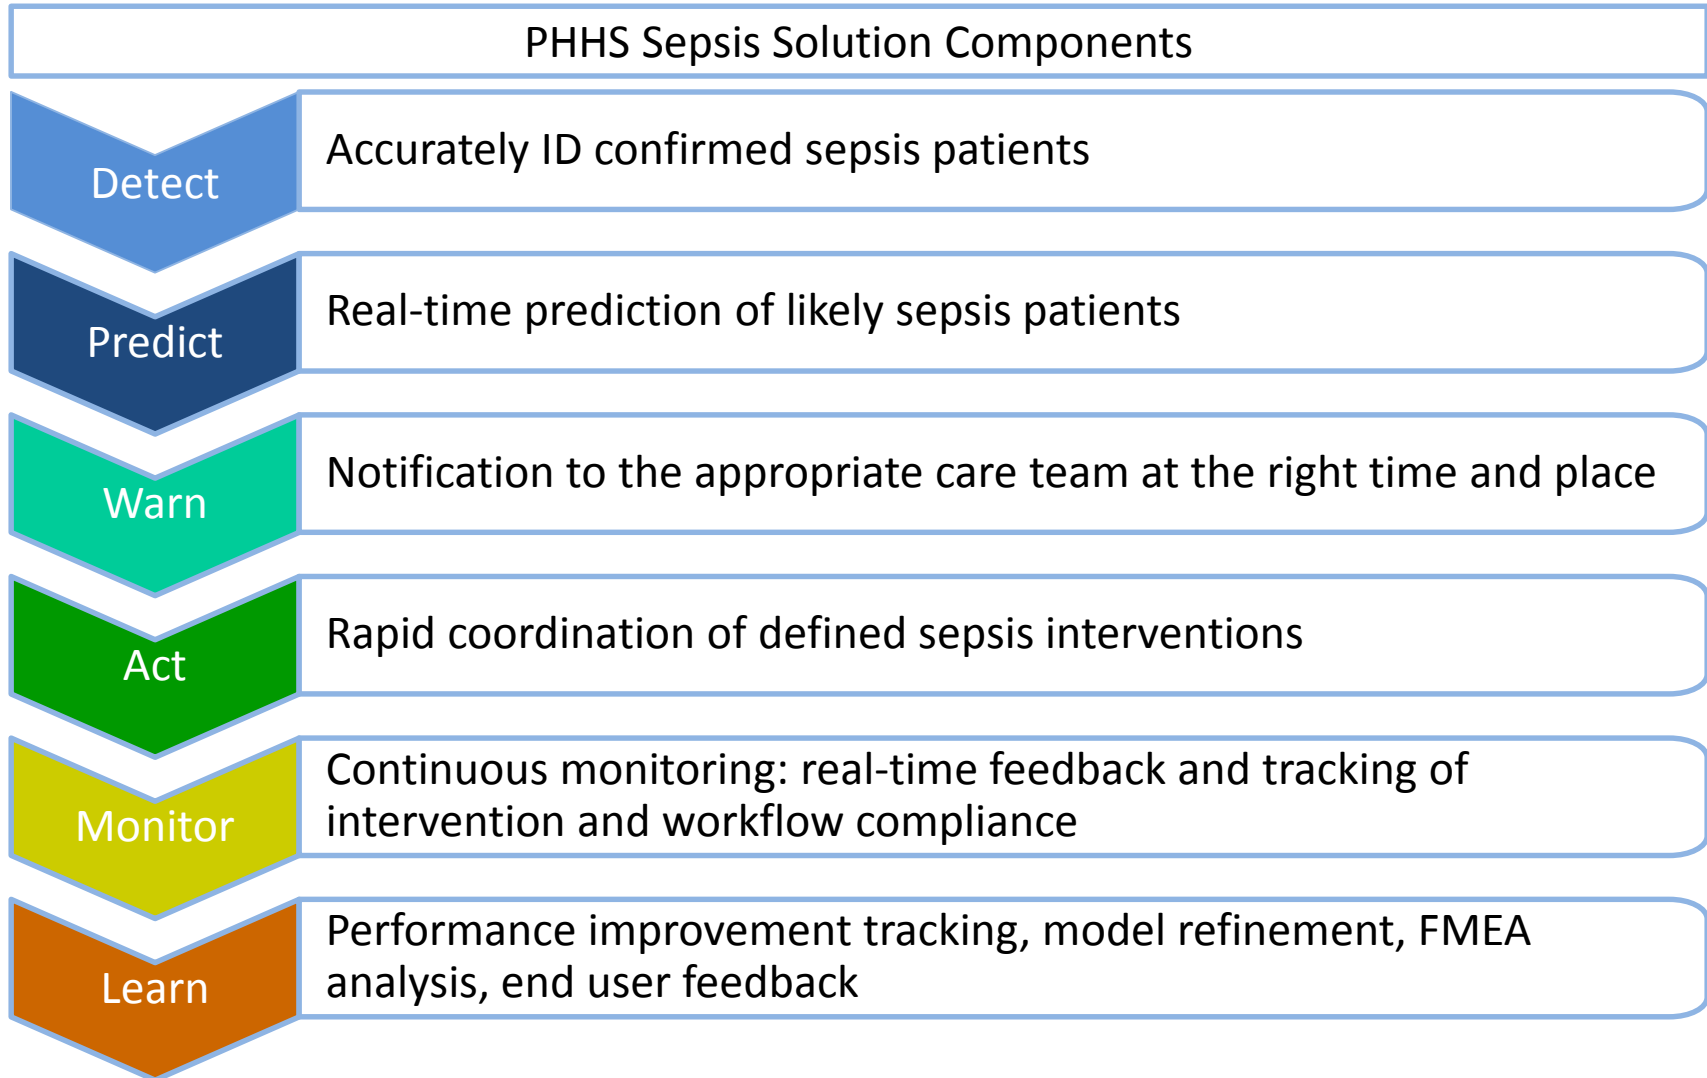 PHHS Sepsis Solution Components
Detect
Accurately ID confirmed sepsis patients
Predict
Real-time prediction of likely sepsis patients
Warn
Notification to the appropriate care team at the right time and place
Act
Rapid coordination of defined sepsis interventions
Monitor
Continuous monitoring: real-time feedback and tracking of
intervention and workflow compliance
Learn
Performance improvement tracking, model refinement, FMEA
analysis, end user feedback